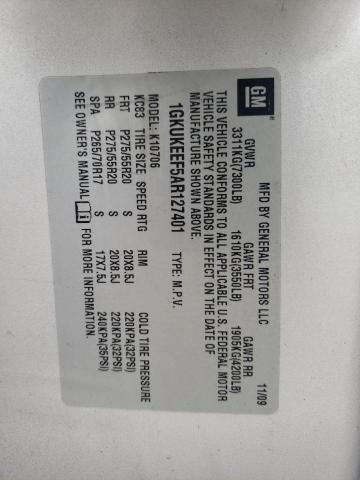 GM
MFD BY GENERAL MOTORS LLC 11/09
GVWR GAWR FRT GAWR RR
3311KG(7300LB) 1610KG(3550LB) 1905KG(4200LB)
THIS VEHICLE CONFORMS TO ALL APPLICABLE U.S. FEDERAL MOTOR
VEHICLE SAFETY STANDARDS IN EFFECT ON THE DATE OF
MANUFACTURE SHOWN ABOVE.
1GKUKEEF5AR127401 TYPE: M.P.V.
MODEL: K10706
KC83 TIRE SIZE SPEED RTG RIM COLD TIRE PRESSURE
FRT P275/55R20 S 20X8.5J 220KPA(32PSI)
RR P275/55R20 S 20X8.5J 220KPA(32PSI)
SPA P265/70R17 S 17X7.5J 240KPA(35PSI)
SEE OWNER'S MANUAL FOR MORE INFORMATION.